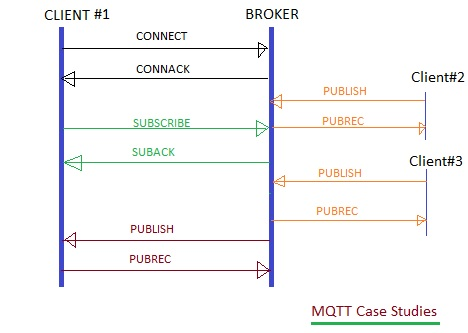 CLIENT #1
BROKER
CONNECT
CONNACK
Client#2
PUBLISH
SUBSCRIBE
PUBREC
SUBACK
Client#3
PUBLISH
PUBREC
PUBLISH
PUBREC
MQTT Case Studies